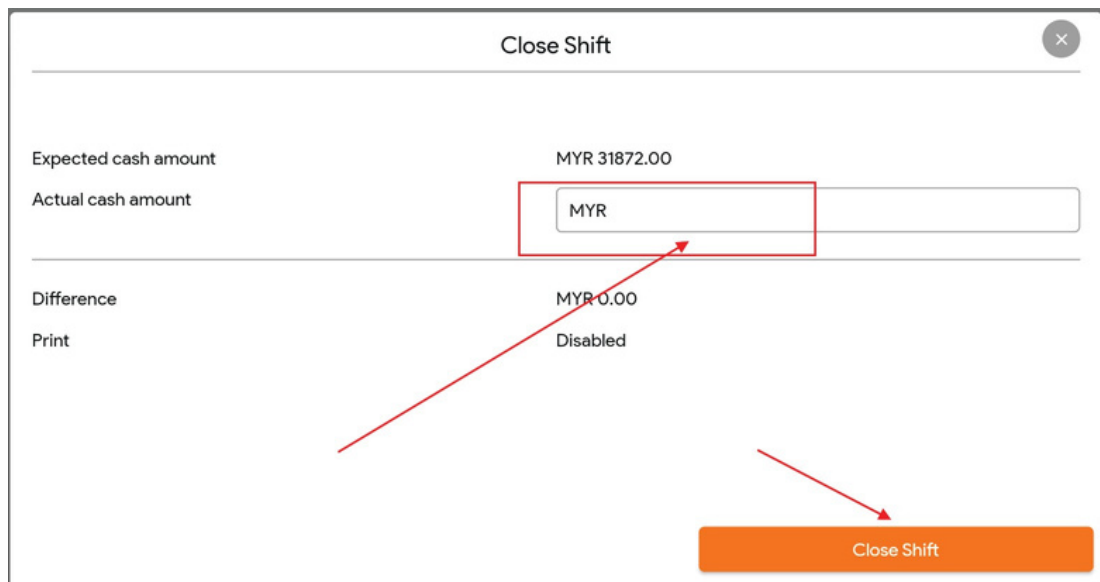 Close Shift
Expected cash amount
MYR 31872.00
Actual cash amount
MYR
Difference
MYR 0.00
Print
Disabled
Close Shift